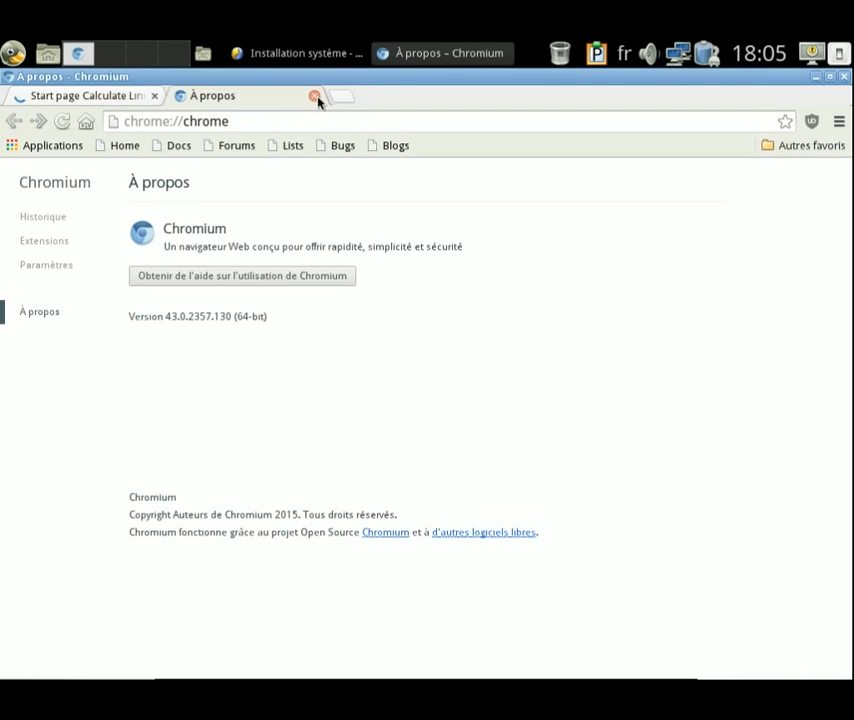 Installation système - ...
À propos – Chromium
fr
18:05
À propos – Chromium
Start page Calculate Lin
À propos
chrome://chrome
Applications
Home
Docs
Forums
Lists
Bugs
Blogs
Autres favoris
Chromium
À propos
Historique
Extensions
Paramètres
À propos
Chromium
Un navigateur Web conçu pour offrir rapidité, simplicité et sécurité
Obtenir de l'aide sur l'utilisation de Chromium
Version 43.0.2357.130 (64-bit)
Chromium
Copyright Auteurs de Chromium 2015. Tous droits réservés.
Chromium fonctionne grâce au projet Open Source Chromium et à d'autres logiciels libres.